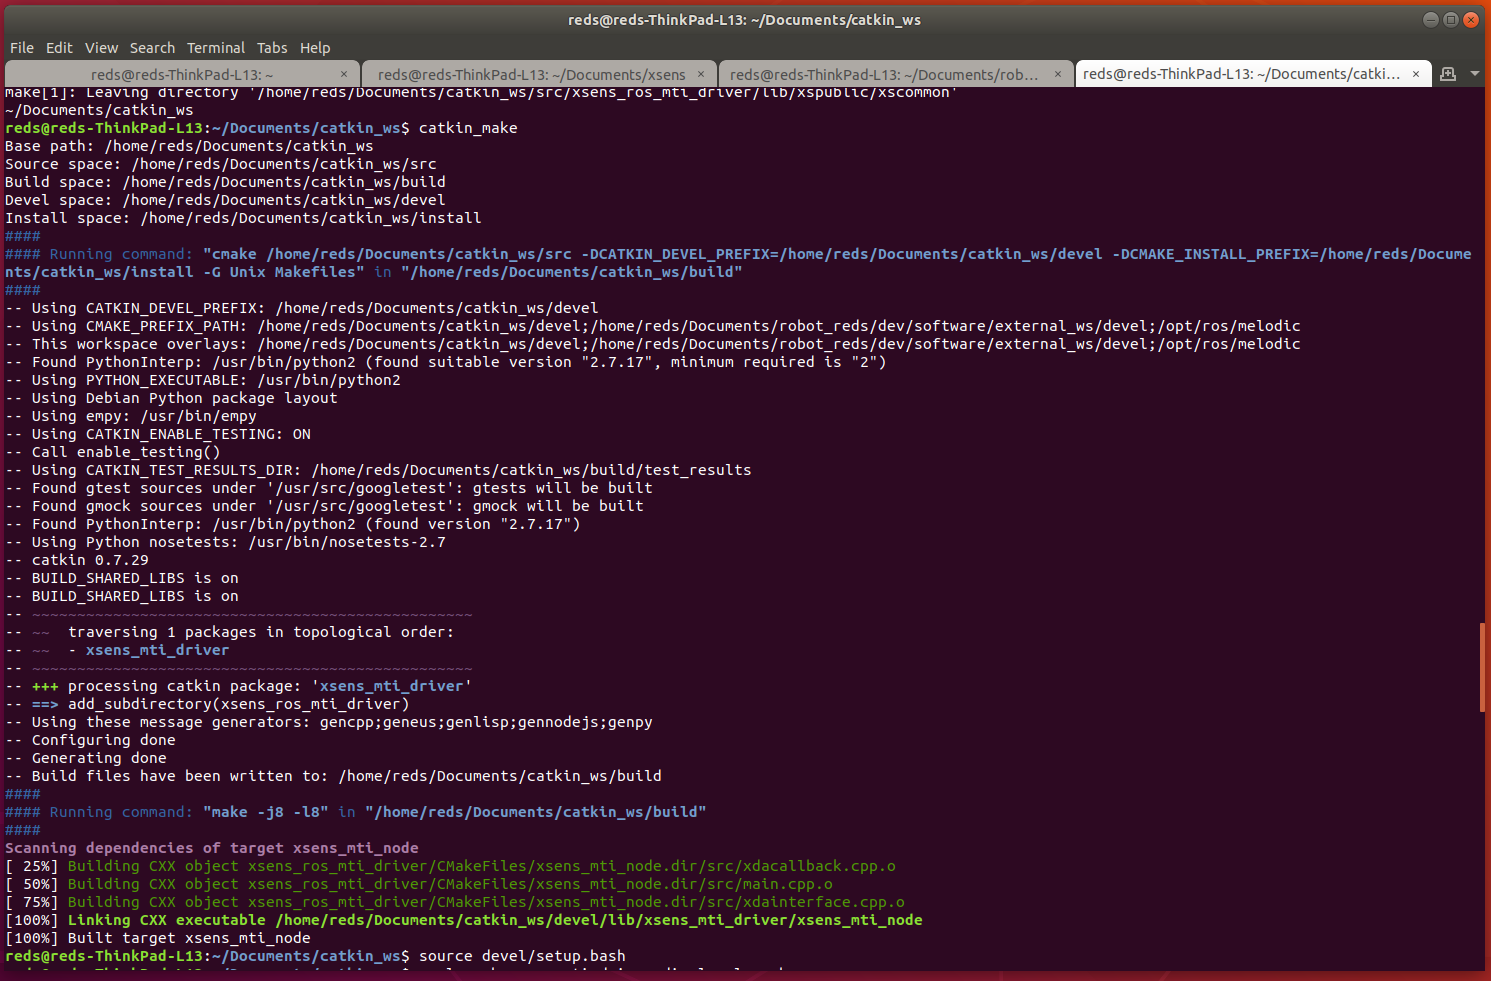 reds@reds-ThinkPad-L13: ~/Documents/catkin_ws
File Edit View Search Terminal Tabs Help
reds@reds-ThinkPad-L13: ~ × reds@reds-ThinkPad-L13: ~/Documents/xsens × reds@reds-ThinkPad-L13: ~/Documents/rob... × reds@reds-ThinkPad-L13: ~/Documents/catki... ×
make[1]: Leaving directory '/home/reds/Documents/catkin_ws/src/xsens_ros_mti_driver/lib/xspublic/xscommon'
~/Documents/catkin_ws
reds@reds-ThinkPad-L13:~/Documents/catkin_ws$ catkin_make
Base path: /home/reds/Documents/catkin_ws
Source space: /home/reds/Documents/catkin_ws/src
Build space: /home/reds/Documents/catkin_ws/build
Devel space: /home/reds/Documents/catkin_ws/devel
Install space: /home/reds/Documents/catkin_ws/install
####
#### Running command: "cmake /home/reds/Documents/catkin_ws/src -DCATKIN_DEVEL_PREFIX=/home/reds/Documents/catkin_ws/devel -DCMAKE_INSTALL_PREFIX=/home/reds/Docume
nts/catkin_ws/install -G Unix Makefiles" in "/home/reds/Documents/catkin_ws/build"
####
-- Using CATKIN_DEVEL_PREFIX: /home/reds/Documents/catkin_ws/devel
-- Using CMAKE_PREFIX_PATH: /home/reds/Documents/catkin_ws/devel;/home/reds/Documents/robot_reds/dev/software/external_ws/devel;/opt/ros/melodic
-- This workspace overlays: /home/reds/Documents/catkin_ws/devel;/home/reds/Documents/robot_reds/dev/software/external_ws/devel;/opt/ros/melodic
-- Found PythonInterp: /usr/bin/python2 (found suitable version "2.7.17", minimum required is "2")
-- Using PYTHON_EXECUTABLE: /usr/bin/python2
-- Using Debian Python package layout
-- Using empy: /usr/bin/empy
-- Using CATKIN_ENABLE_TESTING: ON
-- Call enable_testing()
-- Using CATKIN_TEST_RESULTS_DIR: /home/reds/Documents/catkin_ws/build/test_results
-- Found gtest sources under '/usr/src/googletest': gtests will be built
-- Found gmock sources under '/usr/src/googletest': gmock will be built
-- Found PythonInterp: /usr/bin/python2 (found version "2.7.17")
-- Using Python nosetests: /usr/bin/nosetests-2.7
-- catkin 0.7.29
-- BUILD_SHARED_LIBS is on
-- BUILD_SHARED_LIBS is on
-- ~~~~~~~~~~~~~~~~~~~~~~~~~~~~~~~~~~~~~~~~~~~~~~~~~
-- ~~  traversing 1 packages in topological order:
-- ~~  - xsens_mti_driver
-- ~~~~~~~~~~~~~~~~~~~~~~~~~~~~~~~~~~~~~~~~~~~~~~~~~
-- +++ processing catkin package: 'xsens_mti_driver'
-- ==> add_subdirectory(xsens_ros_mti_driver)
-- Using these message generators: gencpp;geneus;genlisp;gennodejs;genpy
-- Configuring done
-- Generating done
-- Build files have been written to: /home/reds/Documents/catkin_ws/build
####
#### Running command: "make -j8 -l8" in "/home/reds/Documents/catkin_ws/build"
####
Scanning dependencies of target xsens_mti_node
[ 25%] Building CXX object xsens_ros_mti_driver/CMakeFiles/xsens_mti_node.dir/src/xdacallback.cpp.o
[ 50%] Building CXX object xsens_ros_mti_driver/CMakeFiles/xsens_mti_node.dir/src/main.cpp.o
[ 75%] Building CXX object xsens_ros_mti_driver/CMakeFiles/xsens_mti_node.dir/src/xdainterface.cpp.o
[100%] Linking CXX executable /home/reds/Documents/catkin_ws/devel/lib/xsens_mti_driver/xsens_mti_node
[100%] Built target xsens_mti_node
reds@reds-ThinkPad-L13:~/Documents/catkin_ws$ source devel/setup.bash